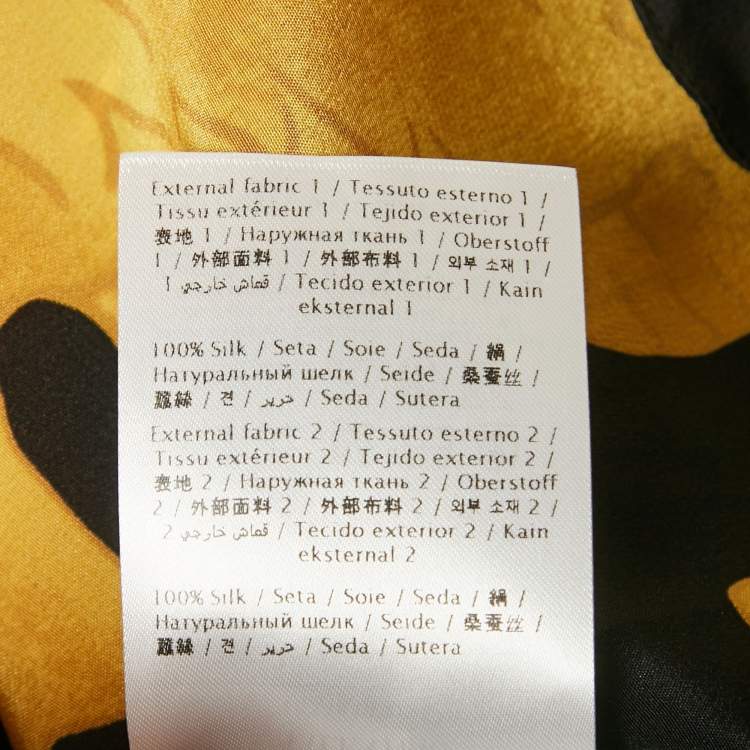 External fabric 1 / Tessuto esterno 1 /
Tissu extérieur 1 / Tejido exterior 1 /
表地 1 / Наружная ткань 1 / Oberstoff
1 / 外部面料 1 / 外部布料 1 / 외부 소재 1 /
قماش خارجي 1 / Tecido exterior 1 / Kain
eksternal 1
100% Silk / Seta / Soie / Seda / 絹 /
Натуральный шелк / Seide / 桑蚕丝 /
蠶絲 / 견 / حرير / Seda / Sutera
External fabric 2 / Tessuto esterno 2 /
Tissu extérieur 2 / Tejido exterior 2 /
表地 2 / Наружная ткань 2 / Oberstoff
2 / 外部面料 2 / 外部布料 2 / 외부 소재 2 /
قماش خارجي 2 / Tecido exterior 2 / Kain
eksternal 2
100% Silk / Seta / Soie / Seda / 絹 /
Натуральный шелк / Seide / 桑蚕丝 /
蠶絲 / 견 / حرير / Seda / Sutera